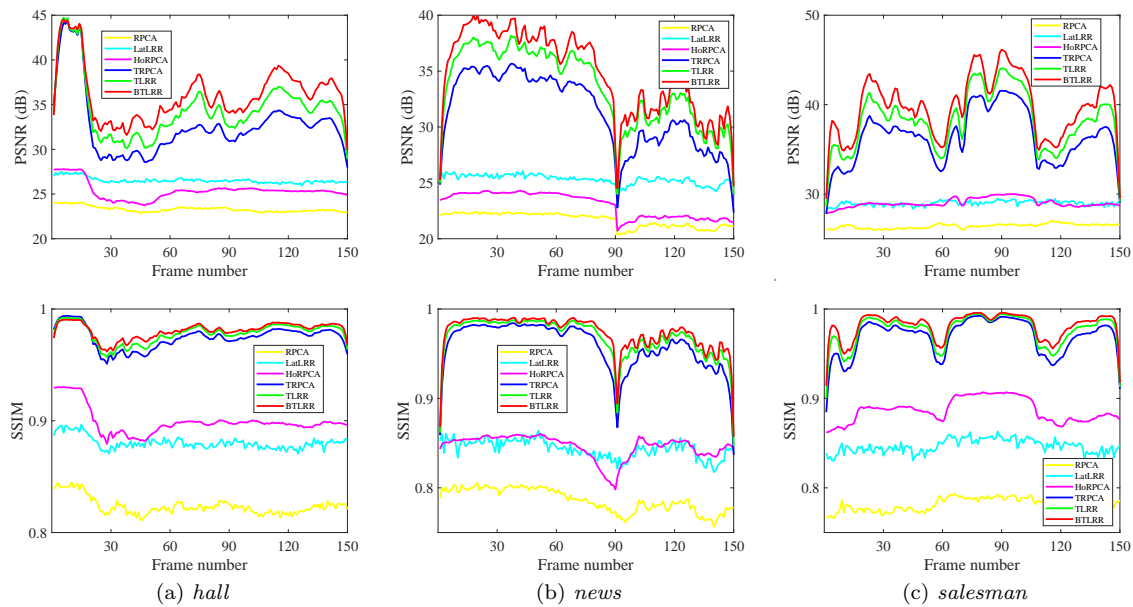 45
40
35
30
25
20
PSNR (dB)
30
60
90
120
150
Frame number
RPCA
LatLRR
HoRPCA
TRPCA
TLRR
BTLRR
40
35
30
25
20
PSNR (dB)
30
60
90
120
150
Frame number
RPCA
LatLRR
HoRPCA
TRPCA
TLRR
BTLRR
50
40
30
PSNR (dB)
30
60
90
120
150
Frame number
RPCA
LatLRR
HoRPCA
TRPCA
TLRR
BTLRR
1
0.9
0.8
SSIM
30
60
90
120
150
Frame number
RPCA
LatLRR
HoRPCA
TRPCA
TLRR
BTLRR
1
0.9
0.8
SSIM
30
60
90
120
150
Frame number
RPCA
LatLRR
HoRPCA
TRPCA
TLRR
BTLRR
1
0.9
0.8
SSIM
30
60
90
120
150
Frame number
RPCA
LatLRR
HoRPCA
TRPCA
TLRR
BTLRR
(a) hall
(b) news
(c) salesman